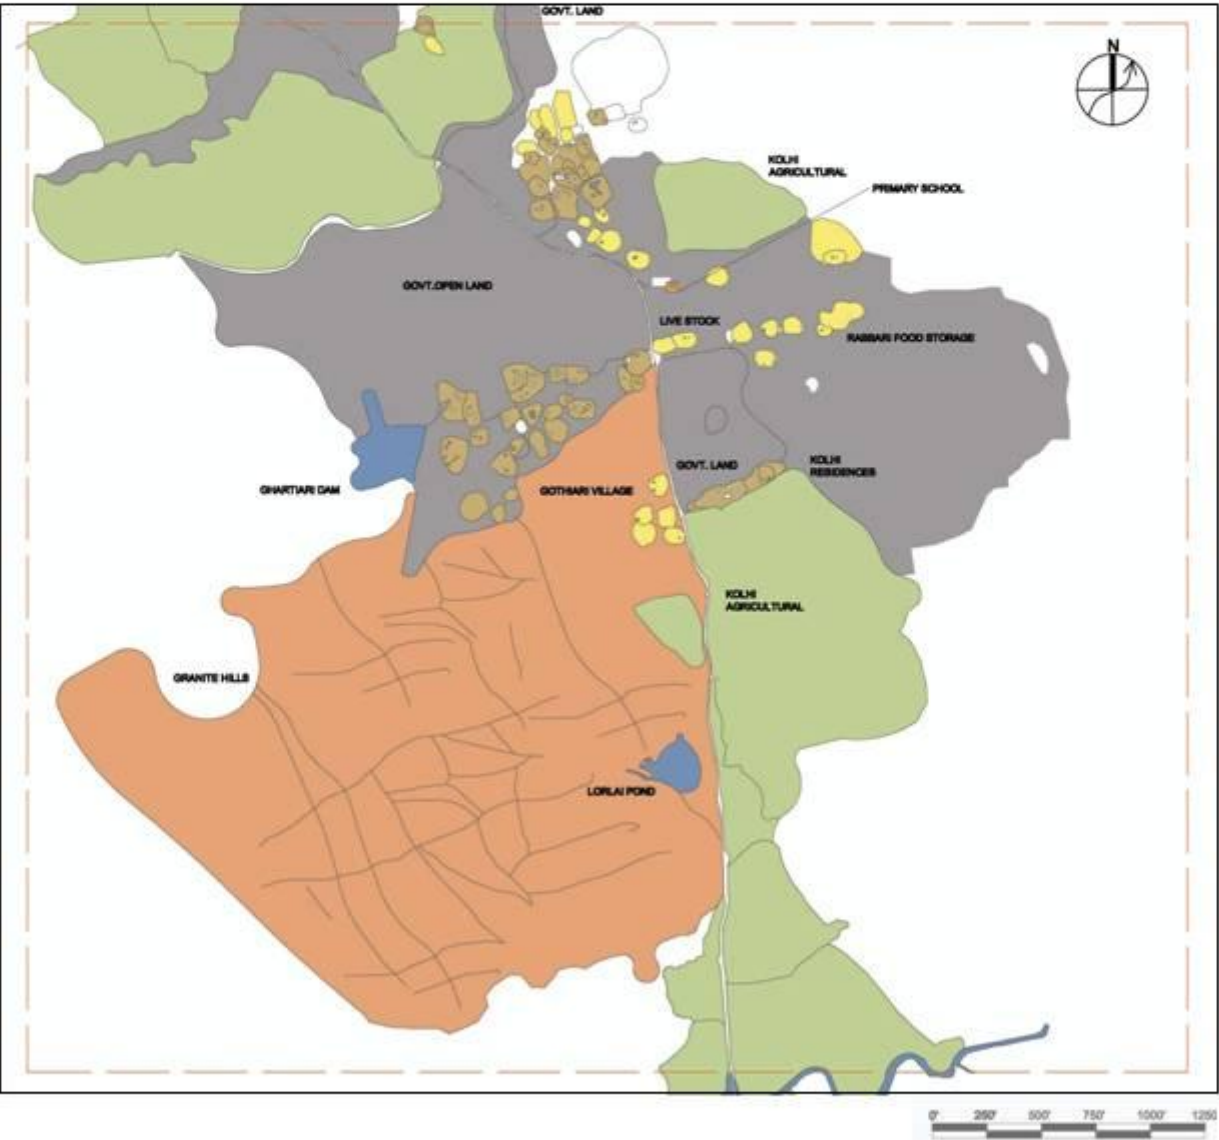 GOVT. LAND
N
KOLHI
AGRICULTURAL
PRIMARY SCHOOL
GOVT.OPEN LAND
LIVE STOCK
RABBARI FOOD STORAGE
GOVT. LAND
KOLHI
RESIDENCES
GHARTIARI DAM
GOTHIARI VILLAGE
KOLHI
AGRICULTURAL
GRANITE HILLS
LORLAI POND
0' 250' 500' 750' 1000' 1250